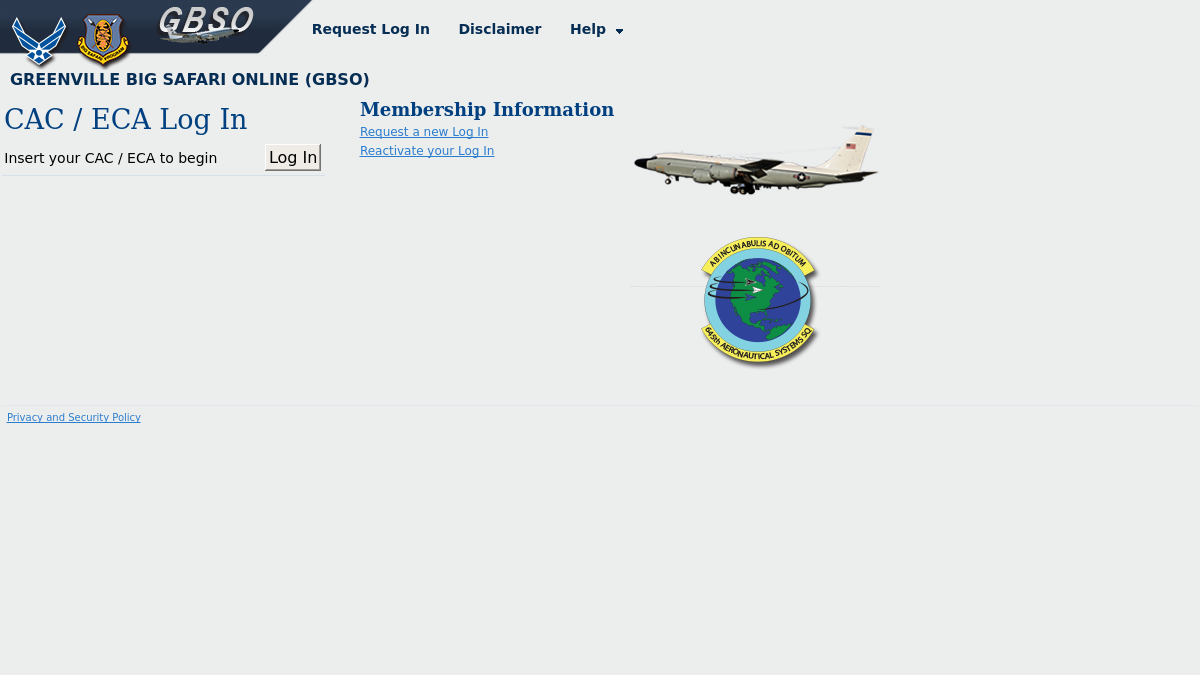 GBSO
Request Log In
Disclaimer
Help
GREENVILLE BIG SAFARI ONLINE (GBSO)
CAC / ECA Log In
Insert your CAC / ECA to begin
Log In
Membership Information
Request a new Log In
Reactivate your Log In
AB INCUNABULIS AD OBITUM
645th AERONAUTICAL SYSTEMS SQ
Privacy and Security Policy